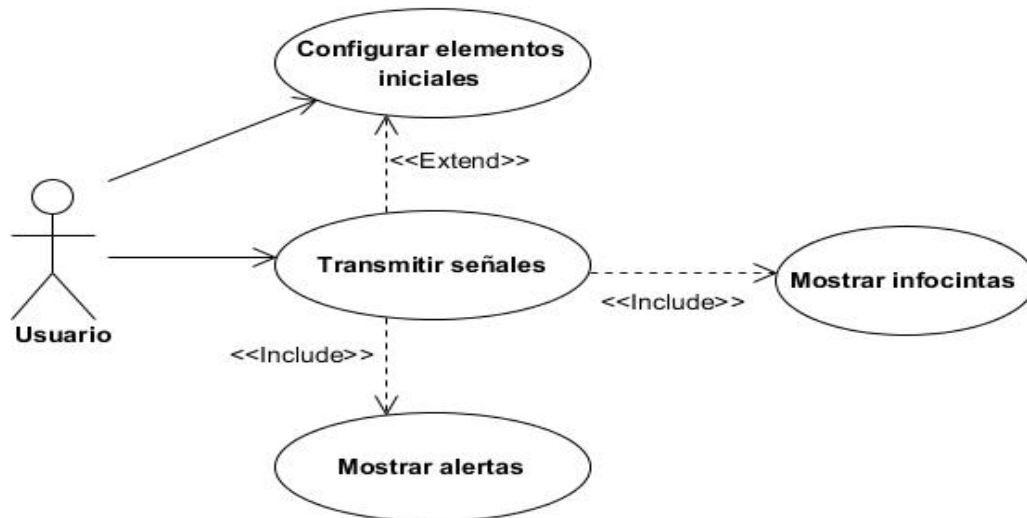 Configurar elementos
iniciales
<<Extend>>
Transmitir señales
Mostrar infocintas
<<Include>>
Usuario
<<Include>>
Mostrar alertas